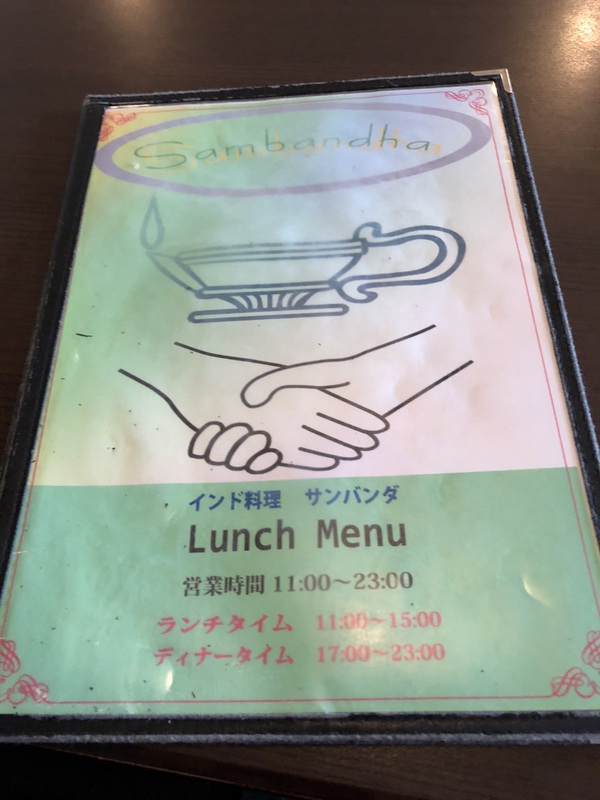 Sambandha
インド料理 サンバンダ
Lunch Menu
営業時間 11:00～23:00
ランチタイム 11:00～15:00
ディナータイム 17:00～23:00